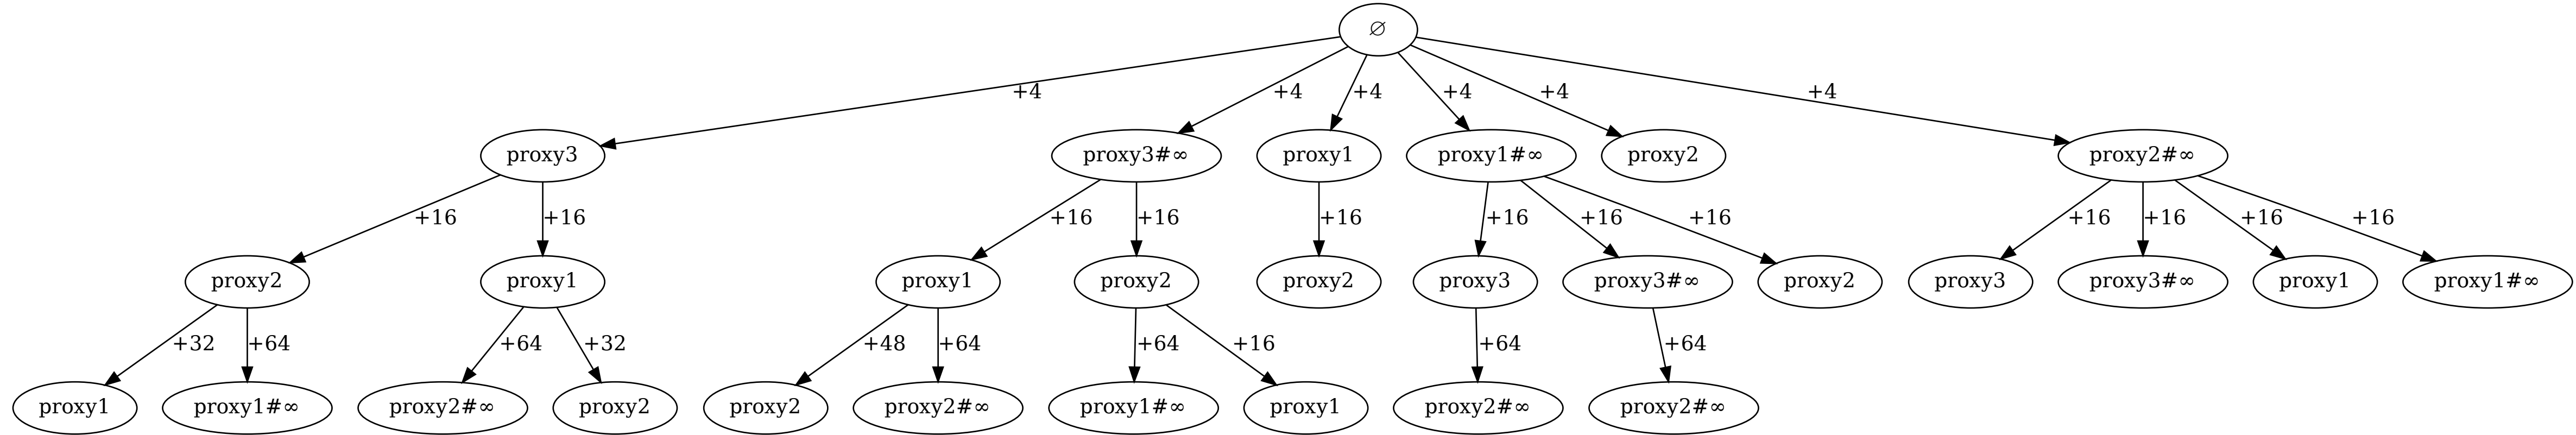 ∅
+4 +4 +4 +4 +4 +4
proxy3 proxy3#∞ proxy1 proxy1#∞ proxy2 proxy2#∞
+16 +16 +16 +16 +16 +16 +16 +16 +16 +16 +16 +16
proxy2 proxy1 proxy1 proxy2 proxy2 proxy3 proxy3#∞ proxy2 proxy3 proxy3#∞ proxy1 proxy1#∞
+32 +64 +64 +32 +48 +64 +64 +16 +64 +64
proxy1 proxy1#∞ proxy2#∞ proxy2 proxy2 proxy2#∞ proxy1#∞ proxy1 proxy2#∞ proxy2#∞